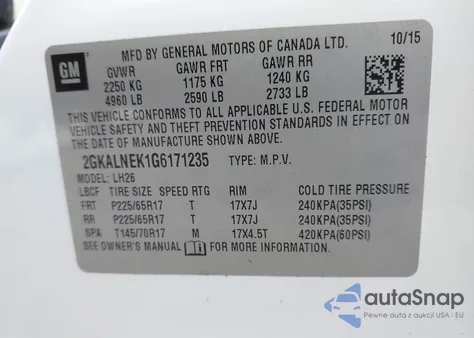 GM
MFD BY GENERAL MOTORS OF CANADA LTD.
10/15
GVWR GAWR FRT GAWR RR
2250 KG 1175 KG 1240 KG
4960 LB 2590 LB 2733 LB
THIS VEHICLE CONFORMS TO ALL APPLICABLE U.S. FEDERAL MOTOR
VEHICLE SAFETY AND THEFT PREVENTION STANDARDS IN EFFECT ON
THE DATE OF MANUFACTURE SHOWN ABOVE.
2GKALNEK1G6171235 TYPE: M.P.V.
MODEL: LH26
LBCF TIRE SIZE SPEED RTG RIM COLD TIRE PRESSURE
FRT P225/65R17 T 17X7J 240KPA(35PSI)
RR P225/65R17 T 17X7J 240KPA(35PSI)
SPA T145/70R17 M 17X4.5T 420KPA(60PSI)
SEE OWNER'S MANUAL FOR MORE INFORMATION.
autoSnap
Pewne auta z USA i EU